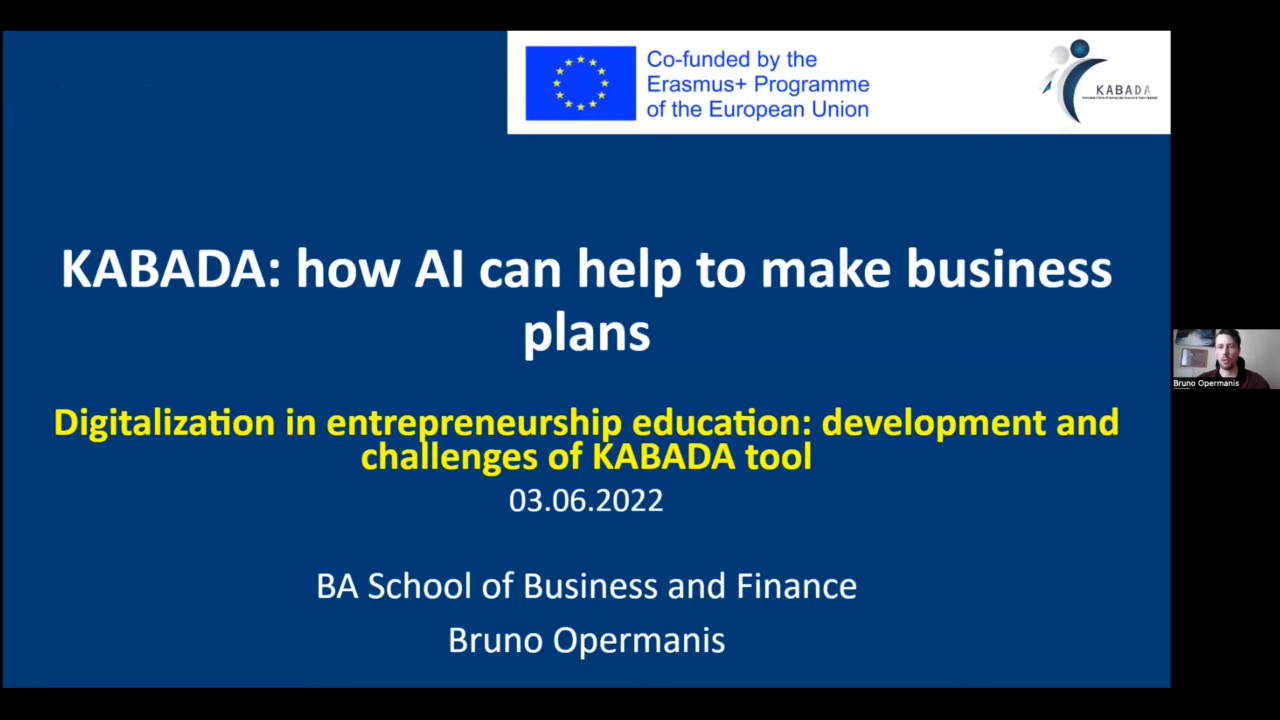 Co-funded by the
Erasmus+ Programme
of the European Union
KABADA
KABADA: how AI can help to make business
plans
Digitalization in entrepreneurship education: development and
challenges of KABADA tool
03.06.2022
BA School of Business and Finance
Bruno Opermanis
Bruno Opermanis